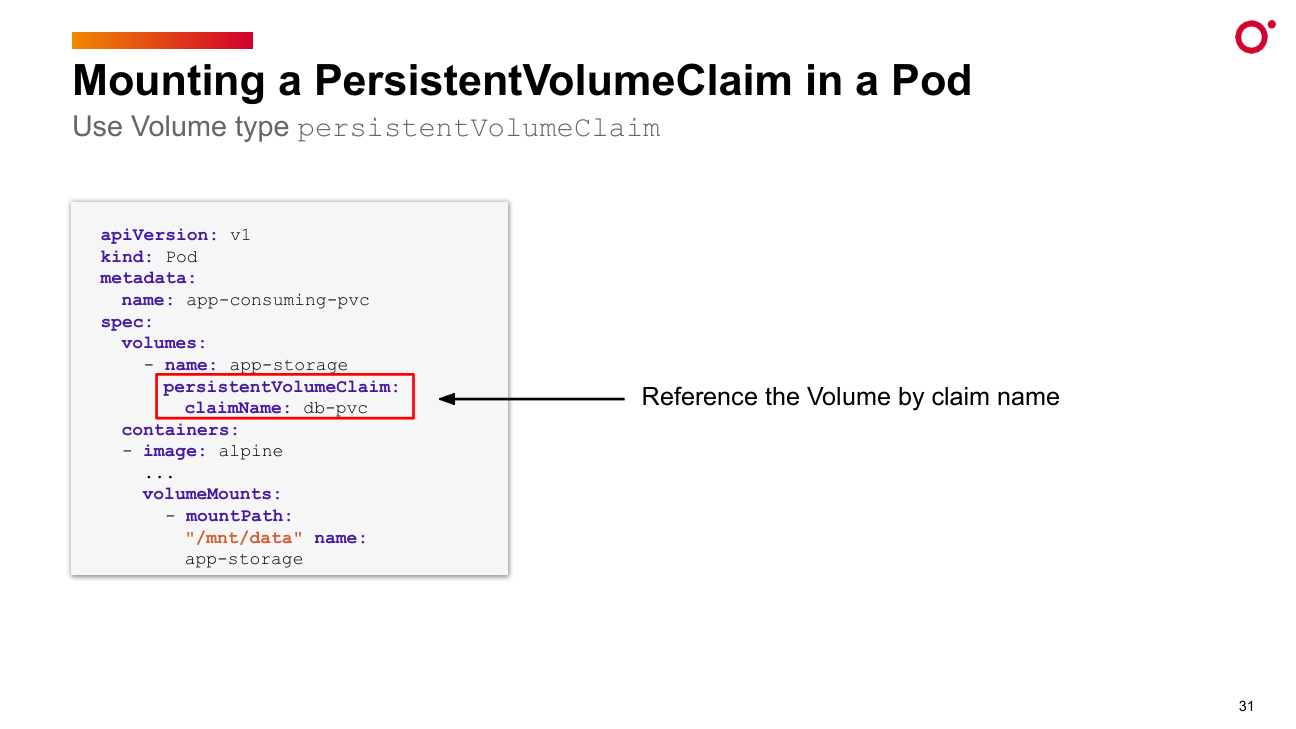 Mounting a PersistentVolumeClaim in a Pod
Use Volume type persistentVolumeClaim
apiVersion: v1
kind: Pod
metadata:
  name: app-consuming-pvc
spec:
  volumes:
    - name: app-storage
      persistentVolumeClaim:
        claimName: db-pvc
  containers:
  - image: alpine
    ...
    volumeMounts:
      - mountPath:
        "/mnt/data" name:
        app-storage
Reference the Volume by claim name
31